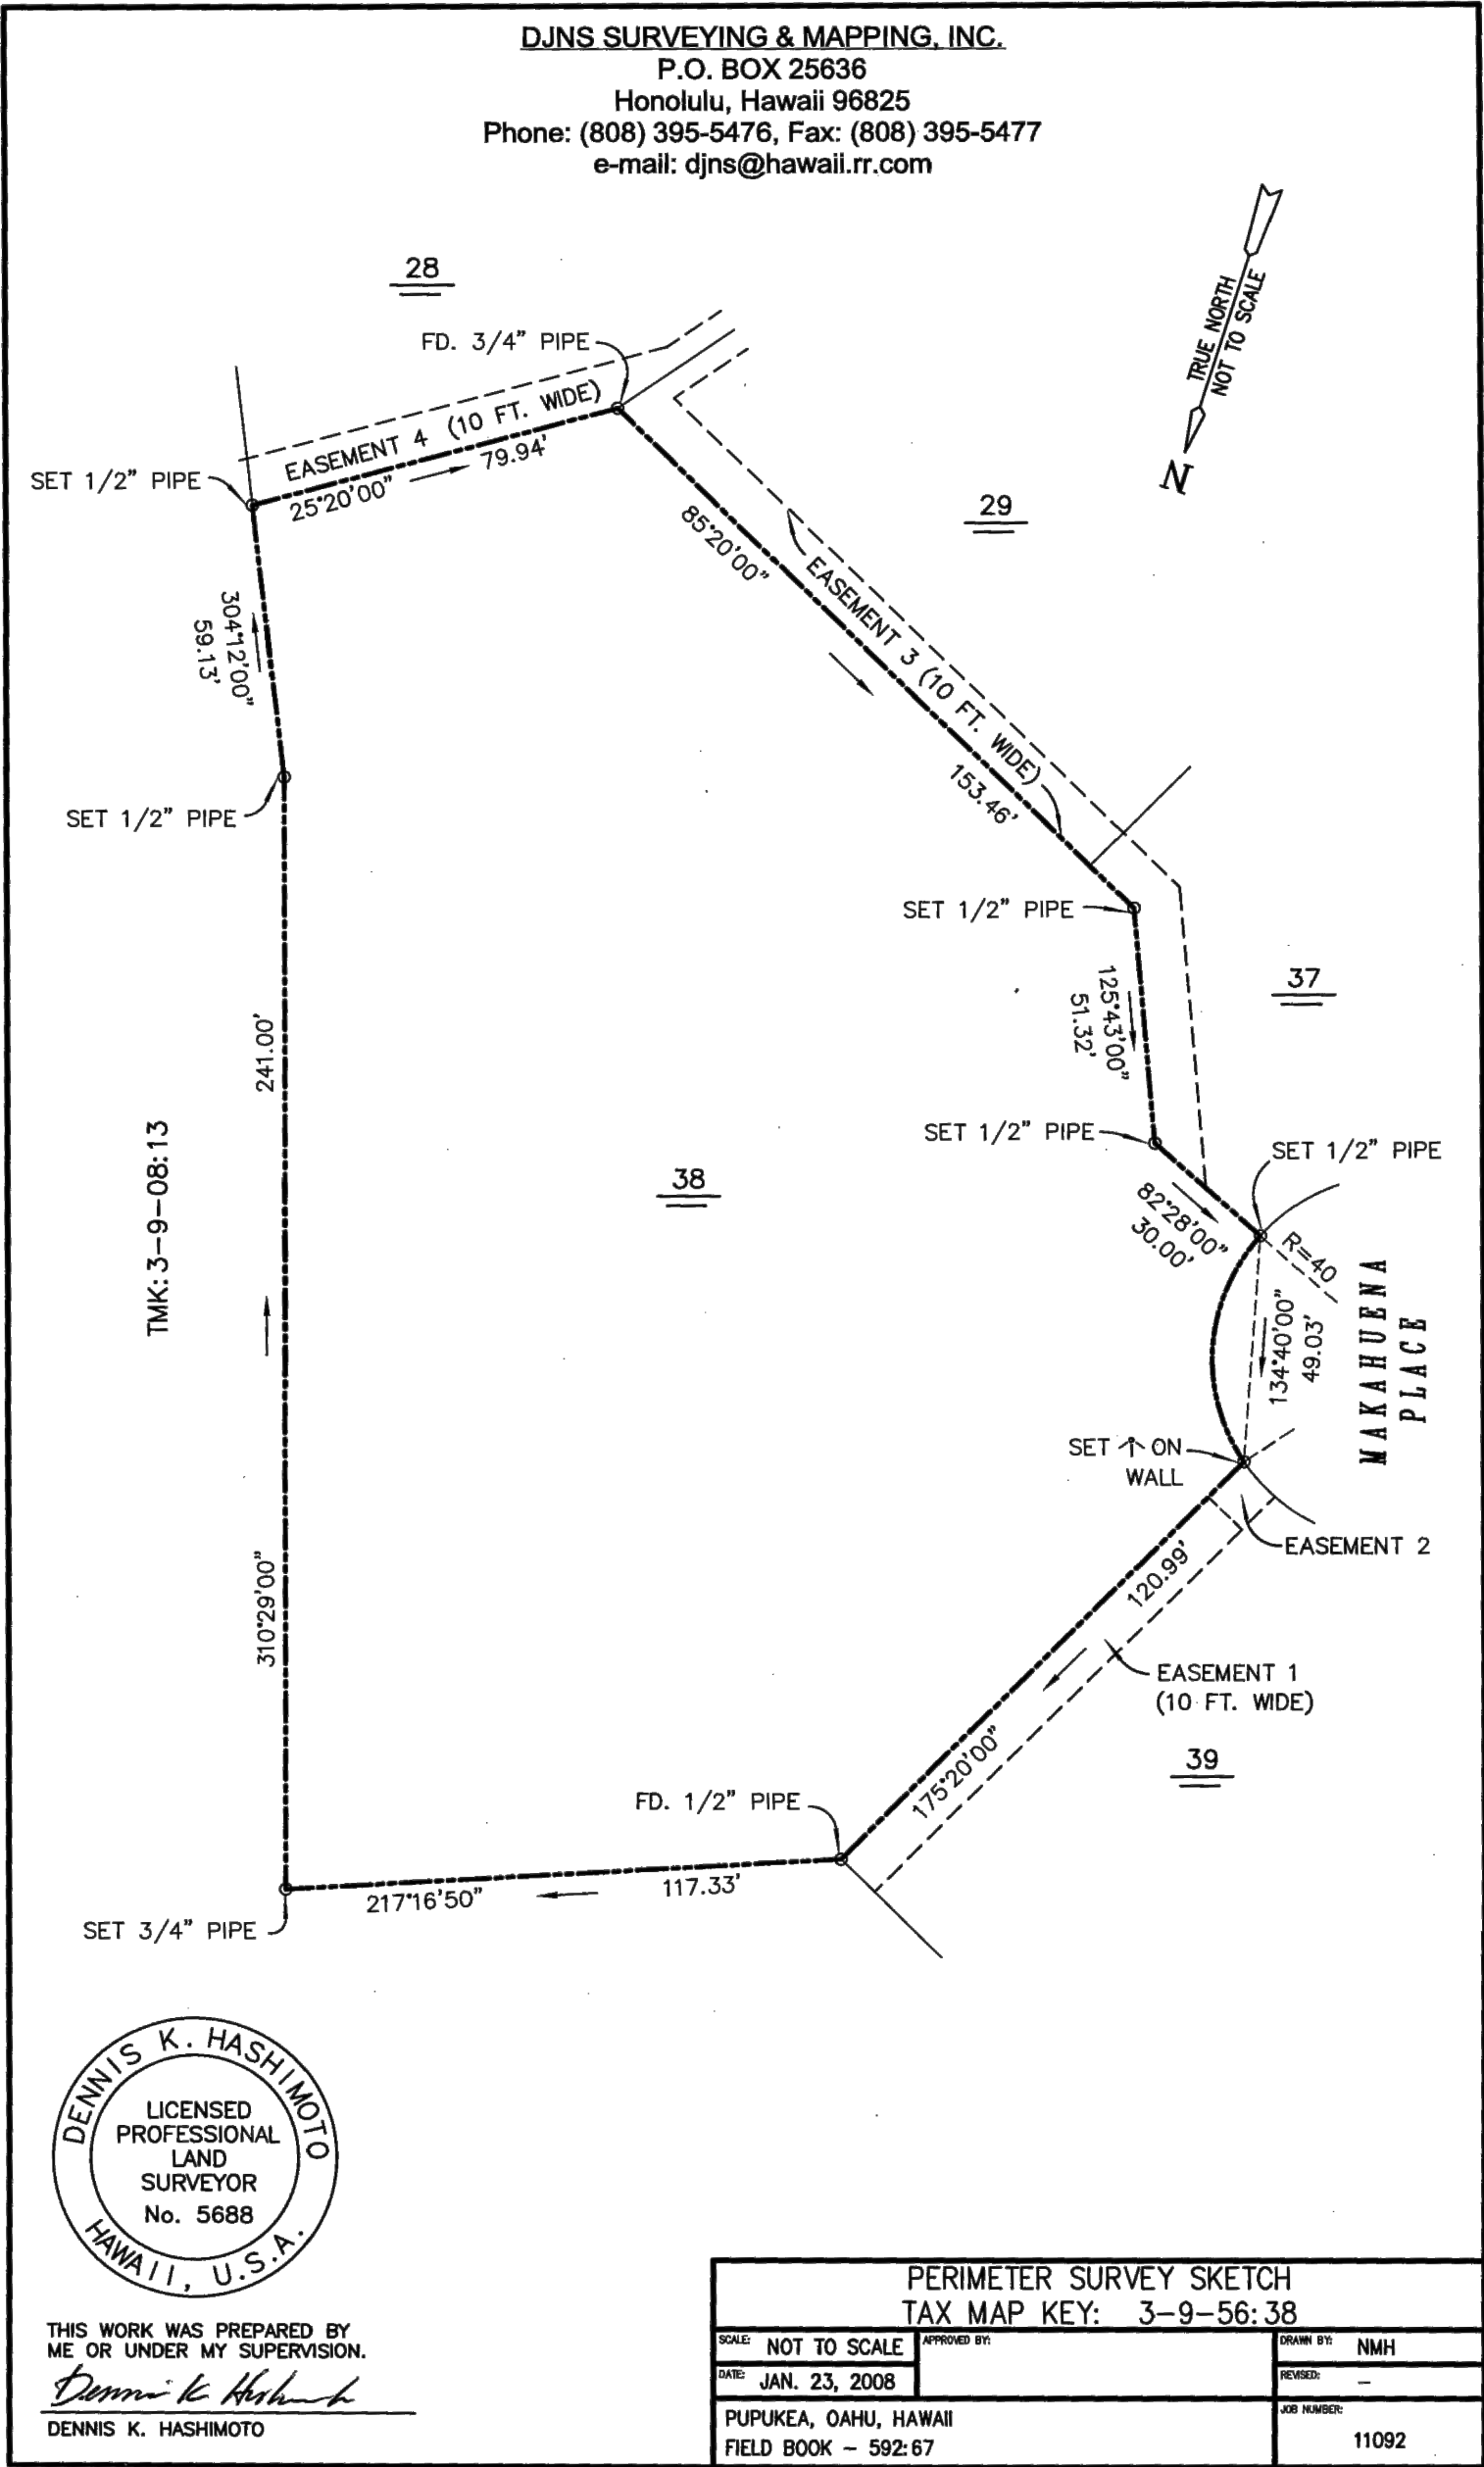 DJNS SURVEYING & MAPPING, INC.
P.O. BOX 25636
Honolulu, Hawaii 96825
Phone: (808) 395-5476, Fax: (808) 395-5477
e-mail: djns@hawaii.rr.com
TRUE NORTH
NOT TO SCALE
N
28
FD. 3/4" PIPE
EASEMENT 4 (10 FT. WIDE)
25°20'00"
79.94'
SET 1/2" PIPE
29
85°20'00"
EASEMENT 3 (10 FT. WIDE)
153.46'
304°12'00"
59.13'
SET 1/2" PIPE
SET 1/2" PIPE
37
125°43'00"
51.32'
241.00'
TMK: 3-9-08:13
SET 1/2" PIPE
SET 1/2" PIPE
38
82°28'00"
30.00'
R=40
134°40'00"
49.03'
MAKAHUENA
PLACE
SET ON
WALL
EASEMENT 2
120.99'
310°29'00"
EASEMENT 1
(10 FT. WIDE)
175°20'00"
39
FD. 1/2" PIPE
217°16'50"
117.33'
SET 3/4" PIPE
DENNIS K. HASHIMOTO
LICENSED
PROFESSIONAL
LAND
SURVEYOR
No. 5688
HAWAII, U.S.A.
THIS WORK WAS PREPARED BY
ME OR UNDER MY SUPERVISION.
Dennis K Hashimoto
DENNIS K. HASHIMOTO
PERIMETER SURVEY SKETCH
TAX MAP KEY: 3-9-56:38
SCALE: NOT TO SCALE
APPROVED BY:
DRAWN BY: NMH
DATE: JAN. 23, 2008
REVISED: -
PUPUKEA, OAHU, HAWAII
FIELD BOOK - 592:67
JOB NUMBER:
11092